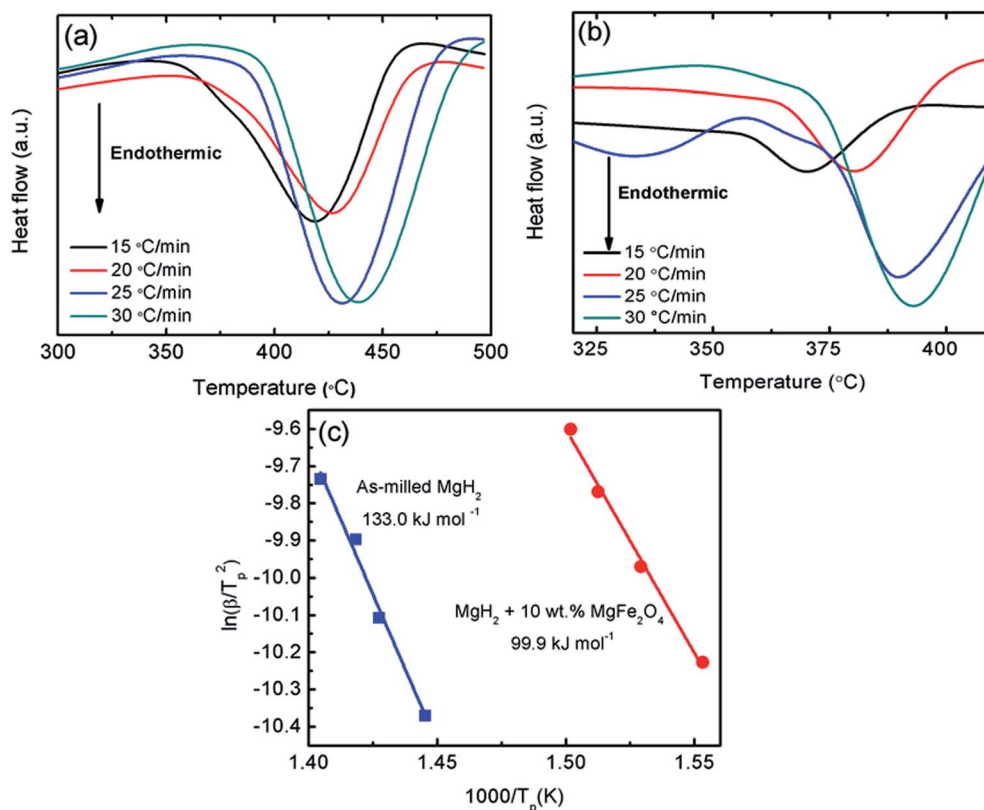 (a)
Heat flow (a.u.)
Endothermic
15 °C/min
20 °C/min
25 °C/min
30 °C/min
300 350 400 450 500
Temperature (°C)
(b)
Heat flow (a.u.)
Endothermic
15 °C/min
20 °C/min
25 °C/min
30 °C/min
325 350 375 400
Temperature (°C)
(c)
ln(β/Tₚ²)
-9.6
-9.7
-9.8
-9.9
-10.0
-10.1
-10.2
-10.3
-10.4
As-milled MgH₂
133.0 kJ mol ⁻¹
MgH₂ + 10 wt.% MgFe₂O₄
99.9 kJ mol⁻¹
1.40 1.45 1.50 1.55
1000/Tₚ(K)